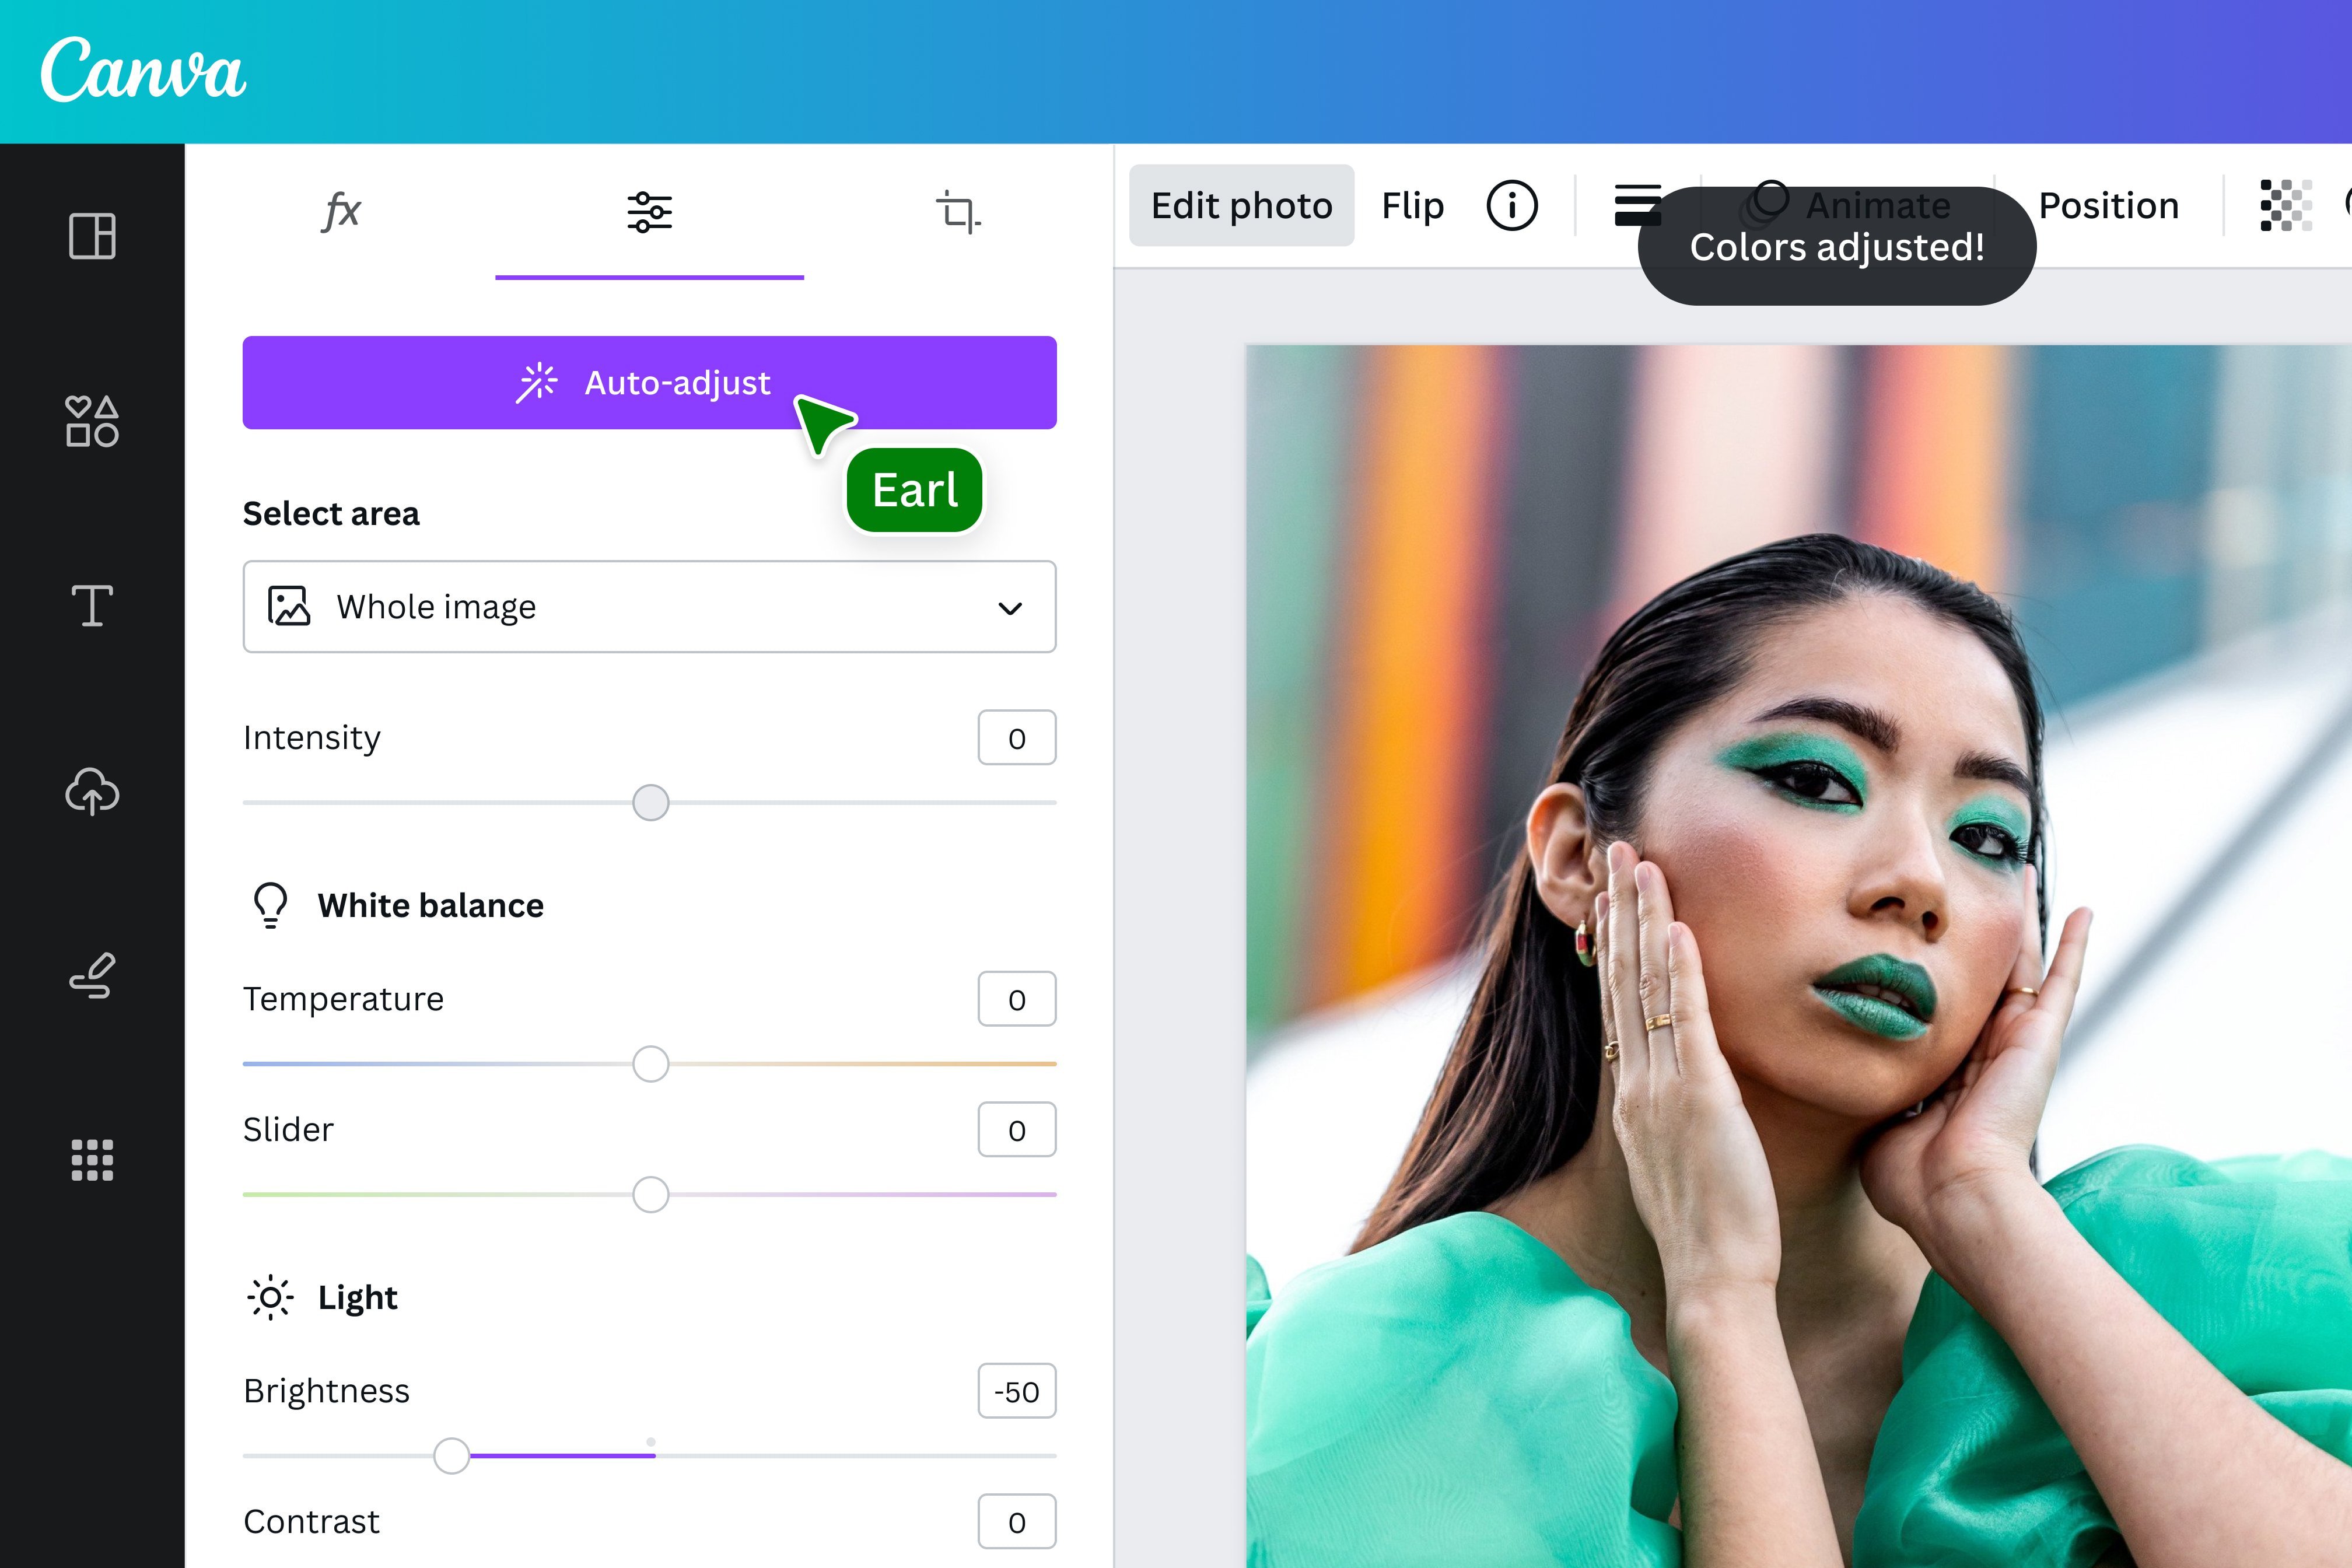 Canva
fx
Edit photo
Flip
Animate
Position
Colors adjusted!
Auto-adjust
Earl
Select area
Whole image
Intensity
0
White balance
Temperature
0
Slider
0
Light
Brightness
-50
Contrast
0